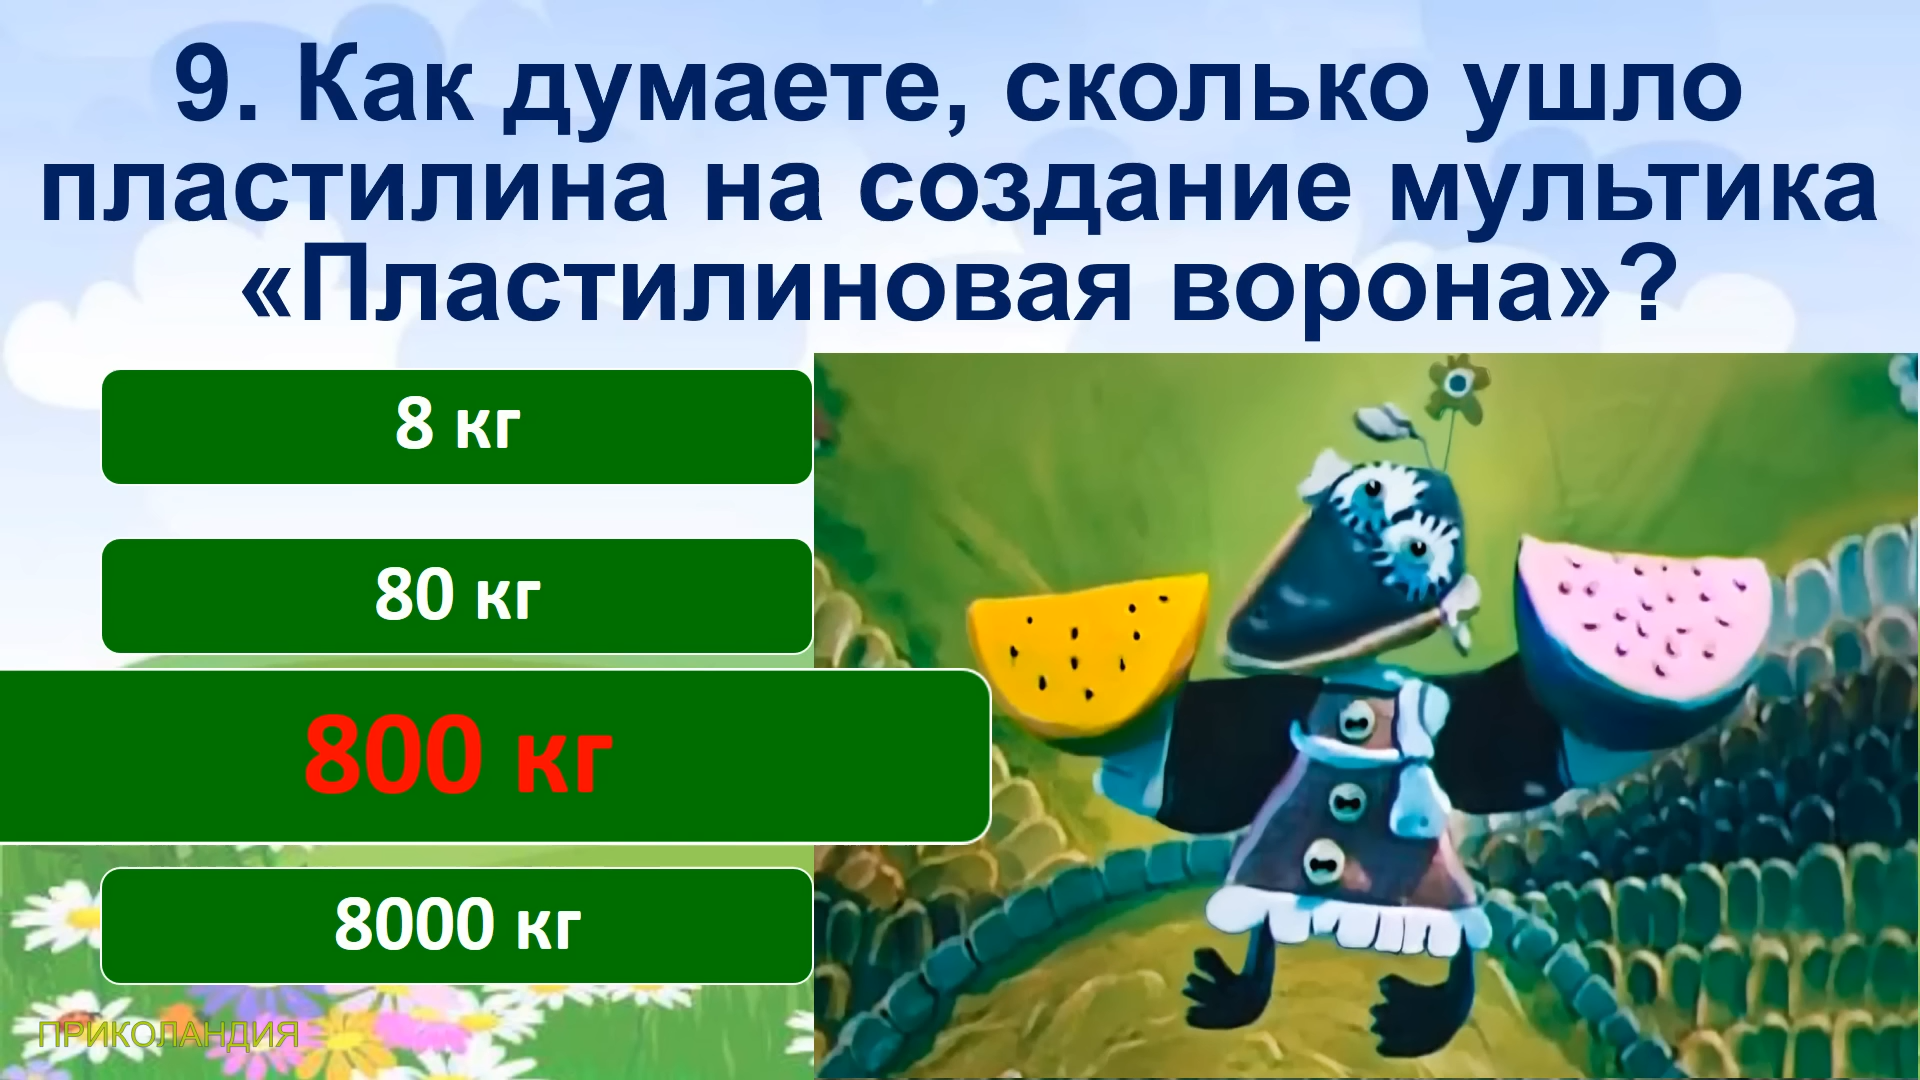 9. Как думаете, сколько ушло
пластилина на создание мультика
«Пластилиновая ворона»?
8 кг
80 кг
800 кг
8000 кг
ПРИКОЛАНДИЯ